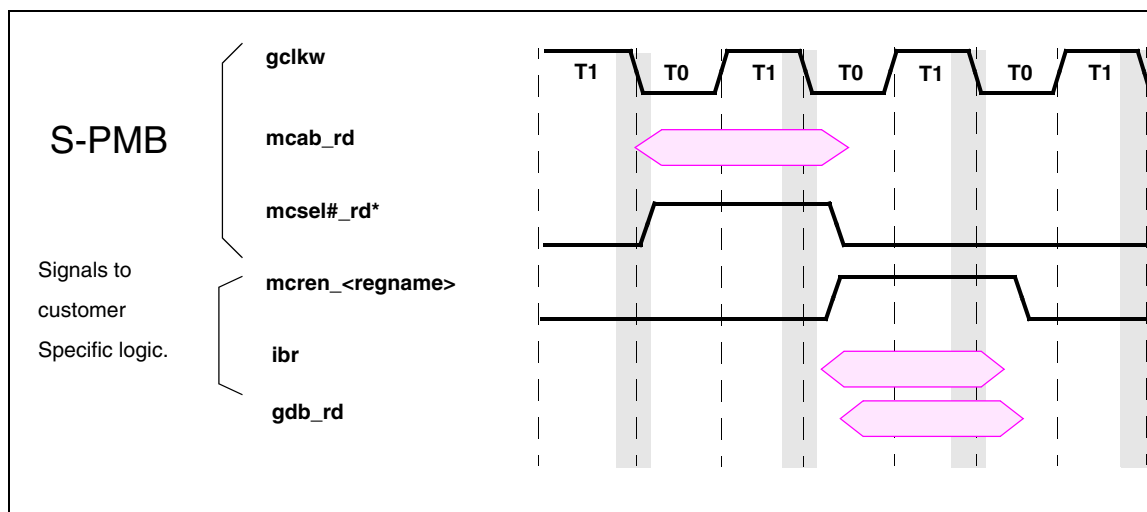 gclkw
T1 T0 T1 T0 T1 T0 T1
S-PMB
mcab_rd
mcsel#_rd*
Signals to
customer
Specific logic.
mcren_<regname>
ibr
gdb_rd